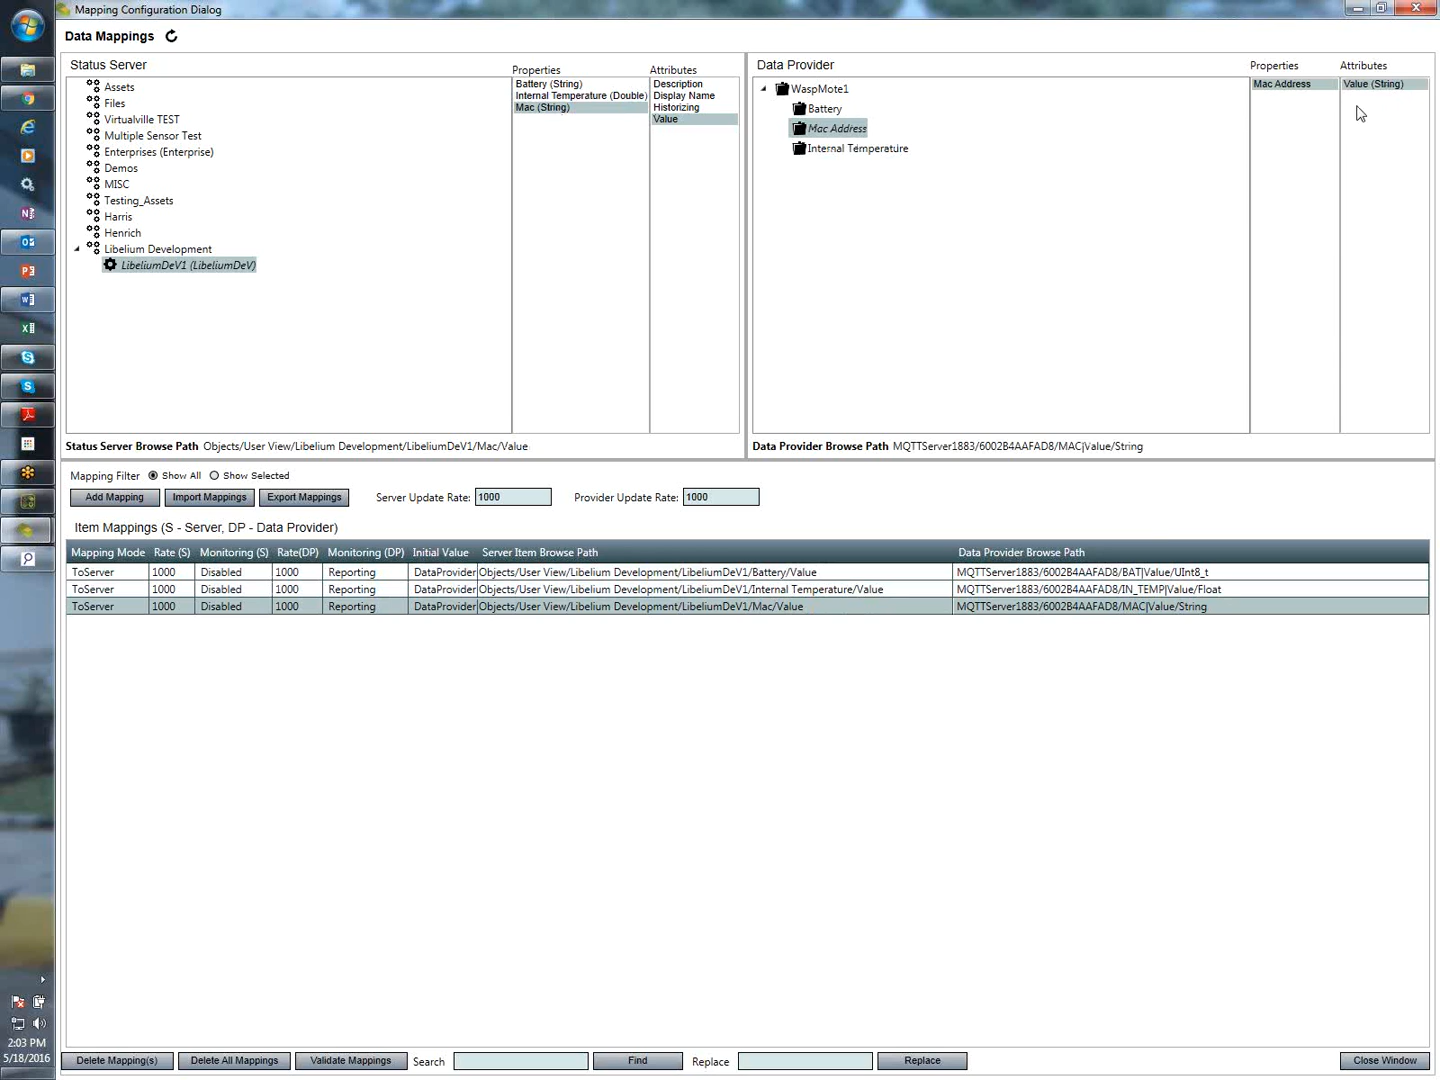 Mapping Configuration Dialog
Data Mappings
Status Server
Properties
Attributes
Assets
Files
Virtualville TEST
Multiple Sensor Test
Enterprises (Enterprise)
Demos
MISC
Testing_Assets
Harris
Henrich
Libelium Development
LibeliumDeV1 (LibeliumDeV)
Battery (String)
Internal Temperature (Double)
Mac (String)
Description
Display Name
Historizing
Value
Status Server Browse Path Objects/User View/Libelium Development/LibeliumDeV1/Mac/Value
Data Provider
Properties
Attributes
WaspMote1
Battery
Mac Address
Internal Temperature
Mac Address
Value (String)
Data Provider Browse Path MQTTServer1883/6002B4AAFAD8/MAC|Value/String
Mapping Filter Show All Show Selected
Add Mapping Import Mappings Export Mappings Server Update Rate: 1000 Provider Update Rate: 1000
Item Mappings (S - Server, DP - Data Provider)
Mapping Mode Rate (S) Monitoring (S) Rate(DP) Monitoring (DP) Initial Value Server Item Browse Path Data Provider Browse Path
ToServer 1000 Disabled 1000 Reporting DataProvider Objects/User View/Libelium Development/LibeliumDeV1/Battery/Value MQTTServer1883/6002B4AAFAD8/BAT|Value/UInt8_t
ToServer 1000 Disabled 1000 Reporting DataProvider Objects/User View/Libelium Development/LibeliumDeV1/Internal Temperature/Value MQTTServer1883/6002B4AAFAD8/IN_TEMP|Value/Float
ToServer 1000 Disabled 1000 Reporting DataProvider Objects/User View/Libelium Development/LibeliumDeV1/Mac/Value MQTTServer1883/6002B4AAFAD8/MAC|Value/String
Delete Mapping(s) Delete All Mappings Validate Mappings Search Find Replace Replace Close Window
2:03 PM
5/18/2016